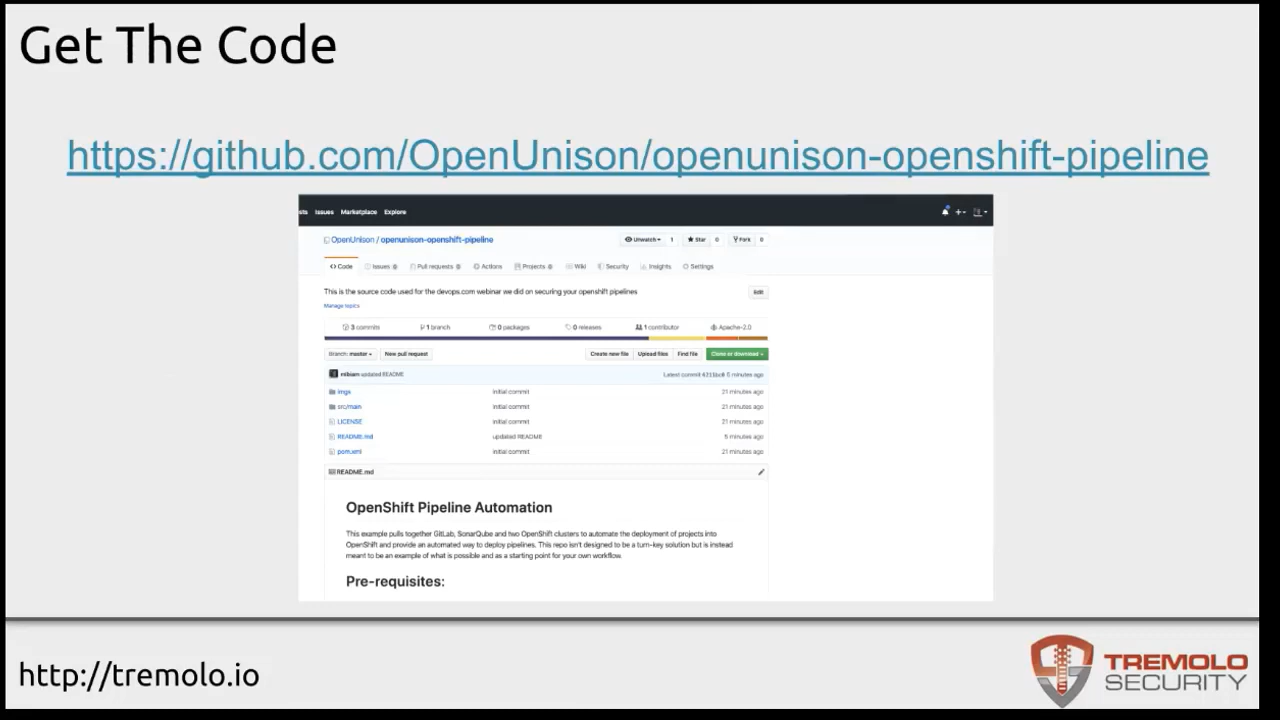 Get The Code
https://github.com/OpenUnison/openunison-openshift-pipeline
Issues Marketplace Explore
OpenUnison / openunison-openshift-pipeline
Unwatch 1 Star 0 Fork 0
Code Issues 0 Pull requests 0 Actions Projects 0 Wiki Security Insights Settings
This is the source code used for the devops.com webinar we did on securing your openshift pipelines
Edit
Manage topics
3 commits 1 branch 0 packages 0 releases 1 contributor Apache-2.0
Branch: master New pull request Create new file Upload files Find file Clone or download
updated README Latest commit 5 minutes ago
imgs initial commit 21 minutes ago
src/main initial commit 21 minutes ago
LICENSE initial commit 21 minutes ago
README.md updated README 5 minutes ago
pom.xml initial commit 21 minutes ago
README.md
OpenShift Pipeline Automation
This example pulls together GitLab, SonarQube and two OpenShift clusters to automate the deployment of projects into
OpenShift and provide an automated way to deploy pipelines. This repo isn't designed to be a turn-key solution but is instead
meant to be an example of what is possible and as a starting point for your own workflow.
Pre-requisites:
http://tremolo.io
TREMOLO
SECURITY